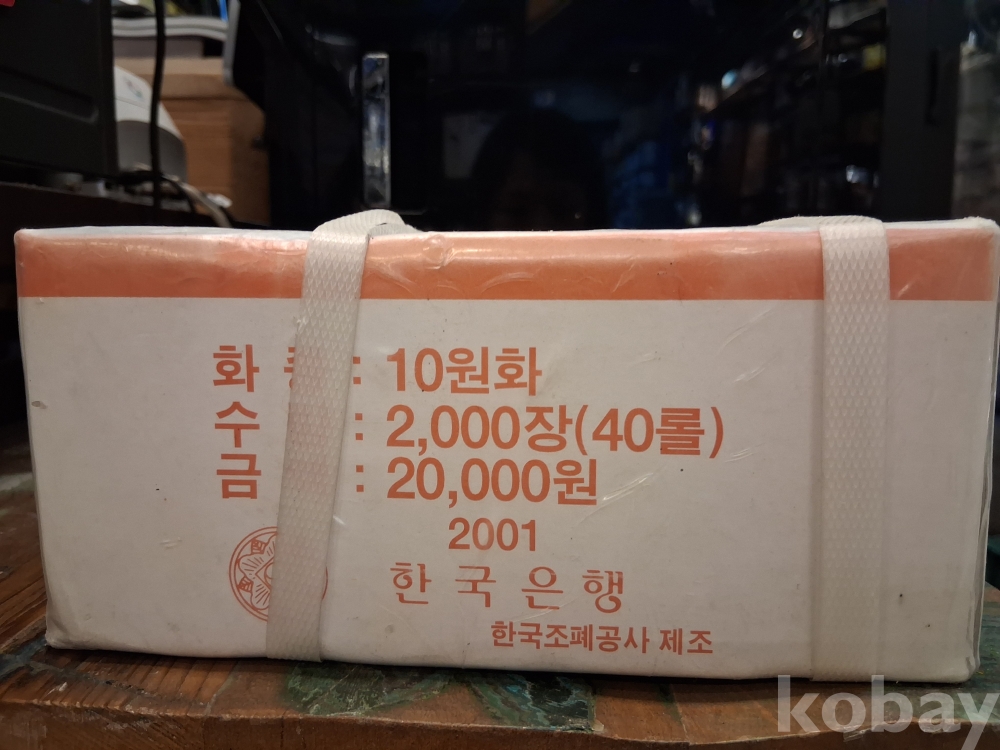 화 : 10원화
수 : 2,000장(40롤)
금 : 20,000원
2001
한국은행
한국조폐공사 제조
kobay